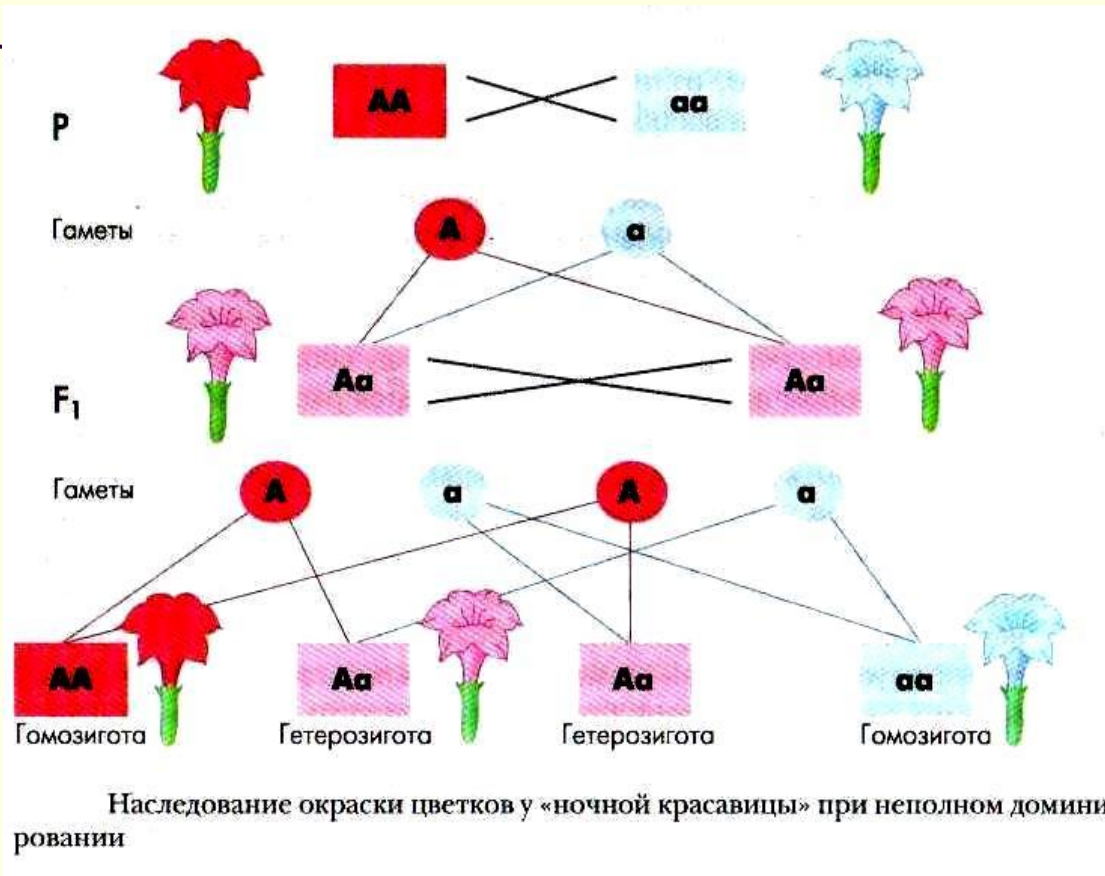 P
AA
aa
Гаметы
A
a
F1
Aa
Aa
Гаметы
A
a
A
a
AA
Aa
Aa
aa
Гомозигота
Гетерозигота
Гетерозигота
Гомозигота
Наследование окраски цветков у «ночной красавицы» при неполном домини
ровании